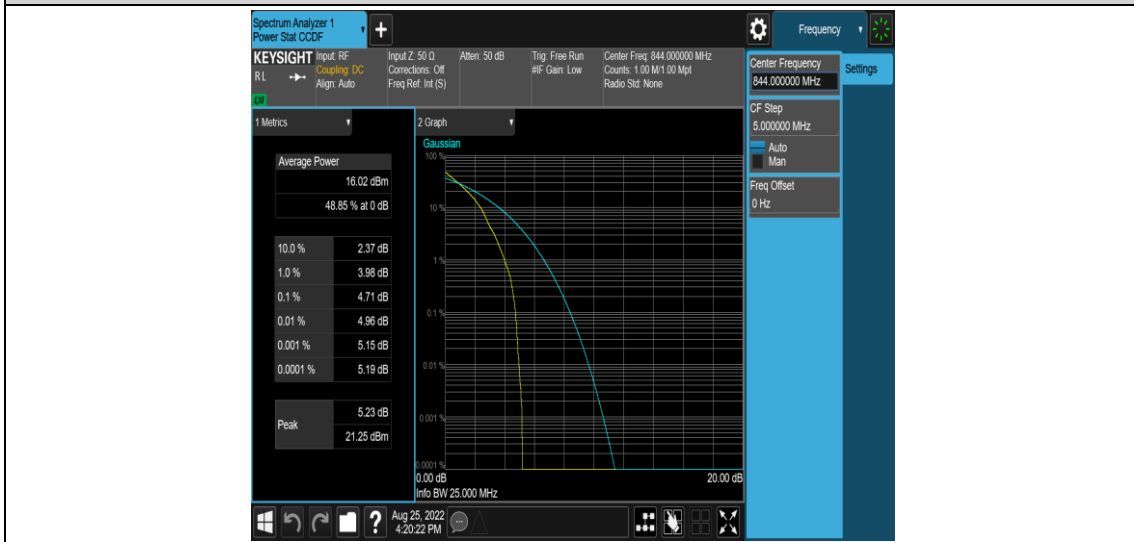 Spectrum Analyzer 1
Power Stat CCDF
Frequency
KEYSIGHT
RL
LXI
Input: RF
Coupling: DC
Align: Auto
Input Z: 50 Ω
Corrections: Off
Freq Ref: Int (S)
Atten: 50 dB
Trig: Free Run
#IF Gain: Low
Center Freq: 844.000000 MHz
Counts: 1.00 M/1.00 Mpt
Radio Std: None
Center Frequency
844.000000 MHz
Settings
CF Step
5.000000 MHz
Auto
Man
Freq Offset
0 Hz
1 Metrics
Average Power
16.02 dBm
48.85 % at 0 dB
10.0 % 2.37 dB
1.0 % 3.98 dB
0.1 % 4.71 dB
0.01 % 4.96 dB
0.001 % 5.15 dB
0.0001 % 5.19 dB
Peak
5.23 dB
21.25 dBm
2 Graph
Gaussian
100 %
10 %
1 %
0.1 %
0.01 %
0.001 %
0.0001 %
0.00 dB 20.00 dB
Info BW 25.000 MHz
?
Aug 25, 2022
4:20:22 PM